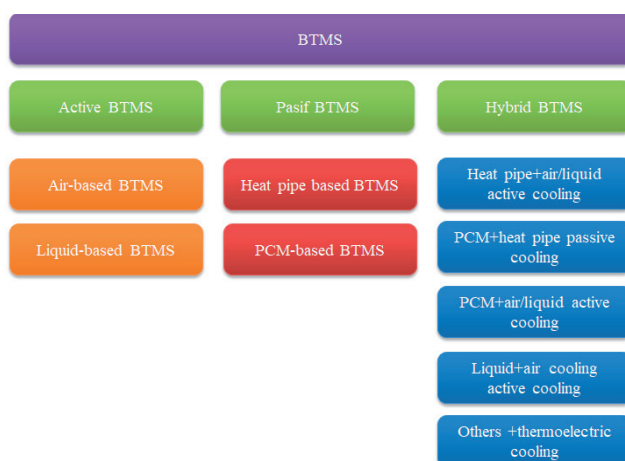 BTMS
Active BTMS
Pasif BTMS
Hybrid BTMS
Air-based BTMS
Heat pipe based BTMS
Heat pipe+air/liquid
active cooling
Liquid-based BTMS
PCM-based BTMS
PCM+heat pipe passive
cooling
PCM+air/liquid active
cooling
Liquid+air cooling
active cooling
Others +thermoelectric
cooling